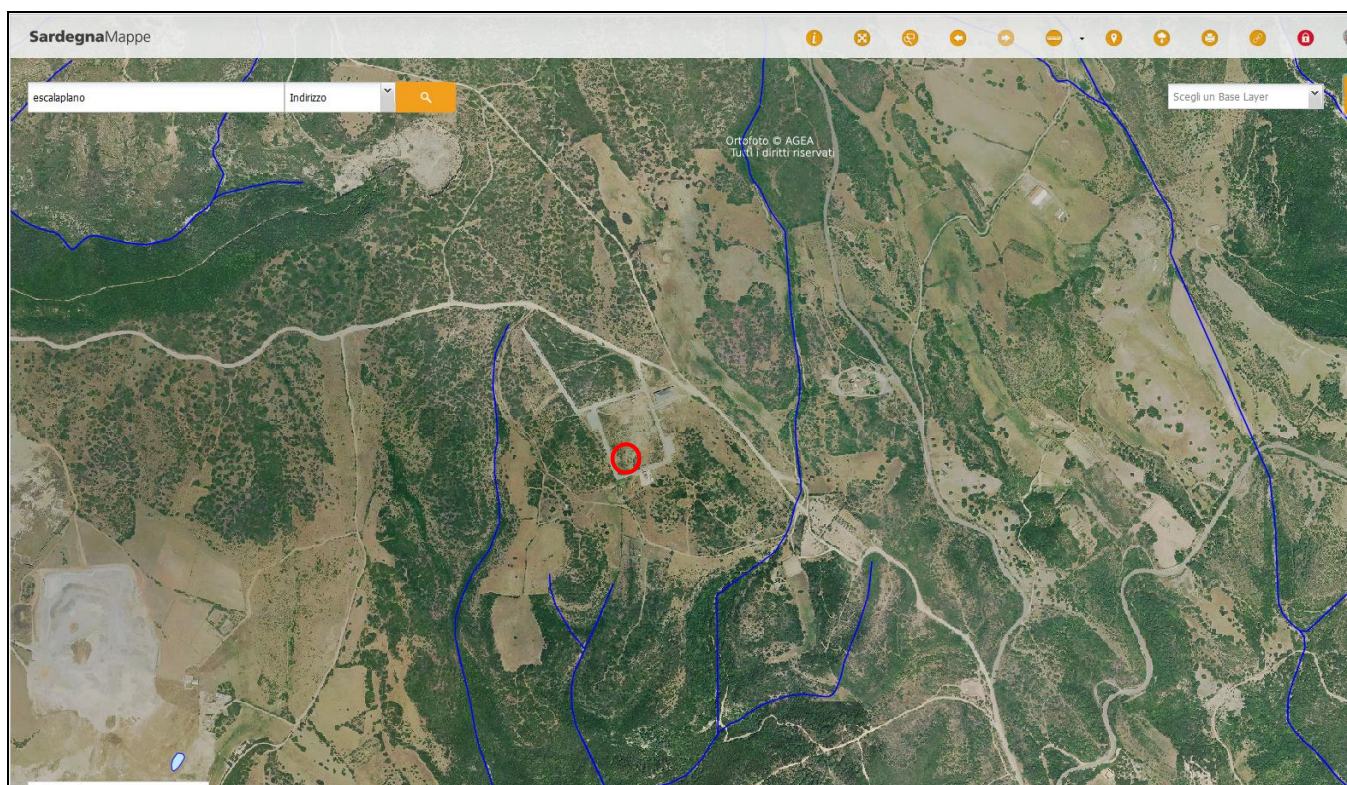 SardegnaMappe
escalaplano
Indirizzo
Scegli un Base Layer
Ortofoto © AGEA
Tutti i diritti riservati